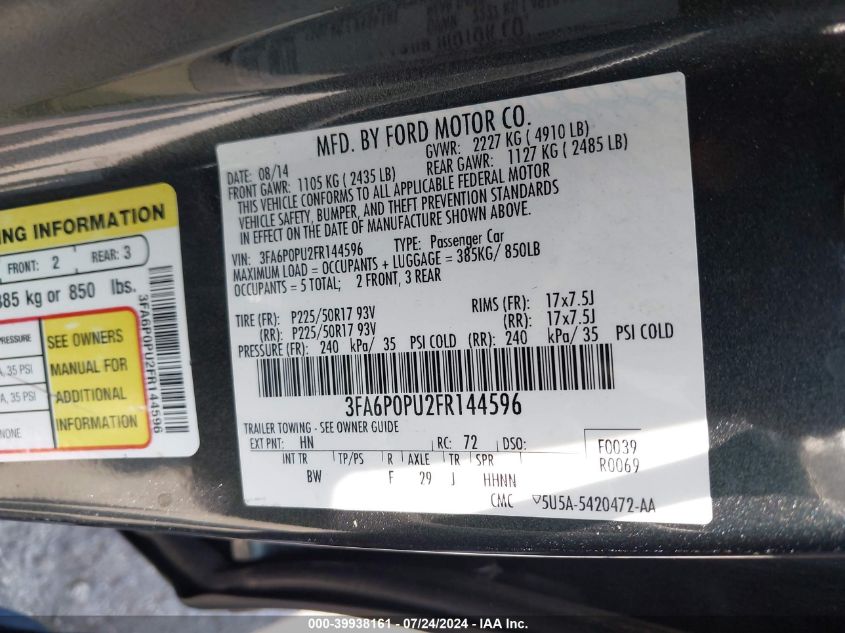 MFD. BY FORD MOTOR CO.
DATE: 08/14 GVWR: 2227 KG ( 4910 LB)
FRONT GAWR: 1105 KG ( 2435 LB) REAR GAWR: 1127 KG ( 2485 LB)
THIS VEHICLE CONFORMS TO ALL APPLICABLE FEDERAL MOTOR
VEHICLE SAFETY, BUMPER, AND THEFT PREVENTION STANDARDS
IN EFFECT ON THE DATE OF MANUFACTURE SHOWN ABOVE.
VIN: 3FA6P0PU2FR144596 TYPE: Passenger Car
MAXIMUM LOAD = OCCUPANTS + LUGGAGE = 385KG/ 850LB
OCCUPANTS = 5 TOTAL; 2 FRONT, 3 REAR
TIRE (FR): P225/50R17 93V RIMS (FR): 17x7.5J
(RR): P225/50R17 93V (RR): 17x7.5J
PRESSURE (FR): 240 kPa/ 35 PSI COLD (RR): 240 kPa/ 35 PSI COLD
3FA6P0PU2FR144596
TRAILER TOWING - SEE OWNER GUIDE
EXT PNT: HN RC: 72 DSO: F0039
INT TR TP/PS R AXLE TR SPR R0069
BW F 29 J HHNN
CMC 5U5A-5420472-AA
ING INFORMATION
FRONT: 2 REAR: 3
385 kg or 850 lbs.
PRESSURE
, 35 PSI
A, 35 PSI
NONE
SEE OWNERS
MANUAL FOR
ADDITIONAL
INFORMATION
3FA6P0PU2FR144596
000-39938161 - 07/24/2024 - IAA Inc.